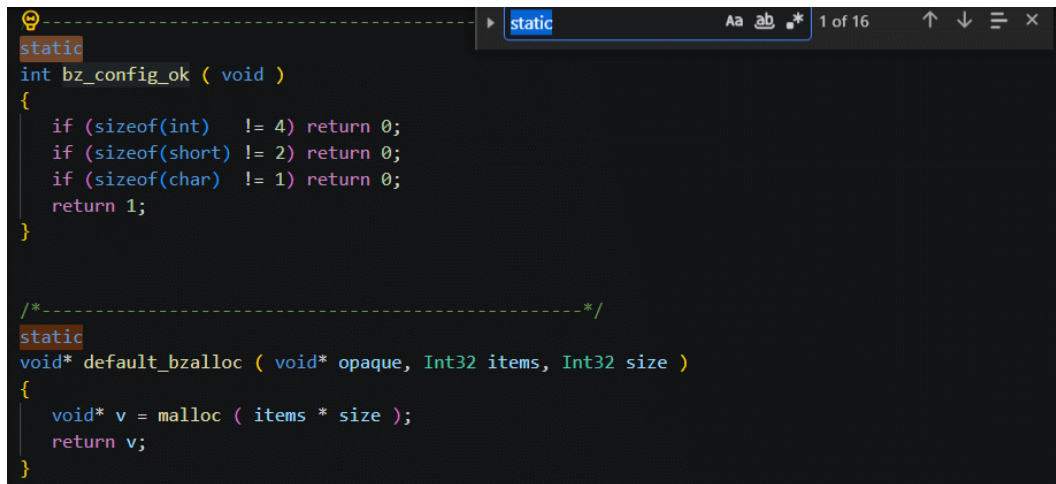 ---------------------------------------------------
static Aa ab .* 1 of 16
static
int bz_config_ok ( void )
{
   if (sizeof(int)   != 4) return 0;
   if (sizeof(short) != 2) return 0;
   if (sizeof(char)  != 1) return 0;
   return 1;
}
/*---------------------------------------------------*/
static
void* default_bzalloc ( void* opaque, Int32 items, Int32 size )
{
   void* v = malloc ( items * size );
   return v;
}